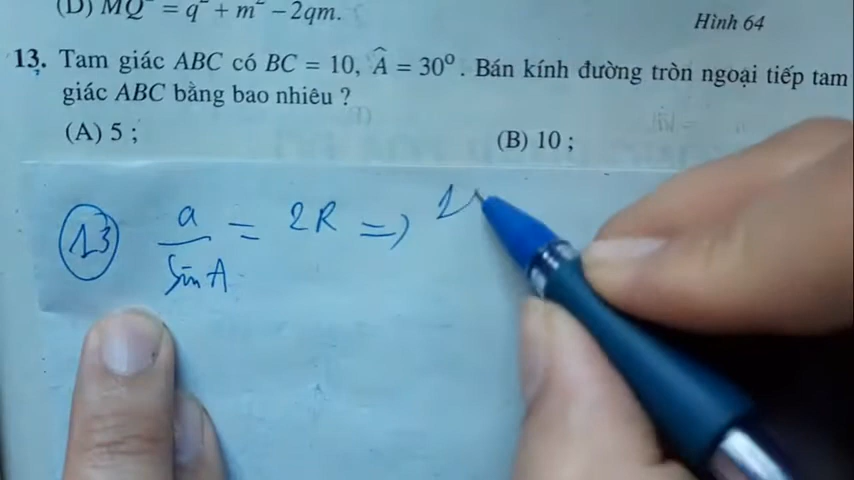 (D) MQ² = q² + m² − 2qm.
Hình 64
13. Tam giác ABC có BC = 10, Â = 30°. Bán kính đường tròn ngoại tiếp tam
giác ABC bằng bao nhiêu ?
(A) 5 ;
(B) 10 ;
13 a/sin A = 2R =>